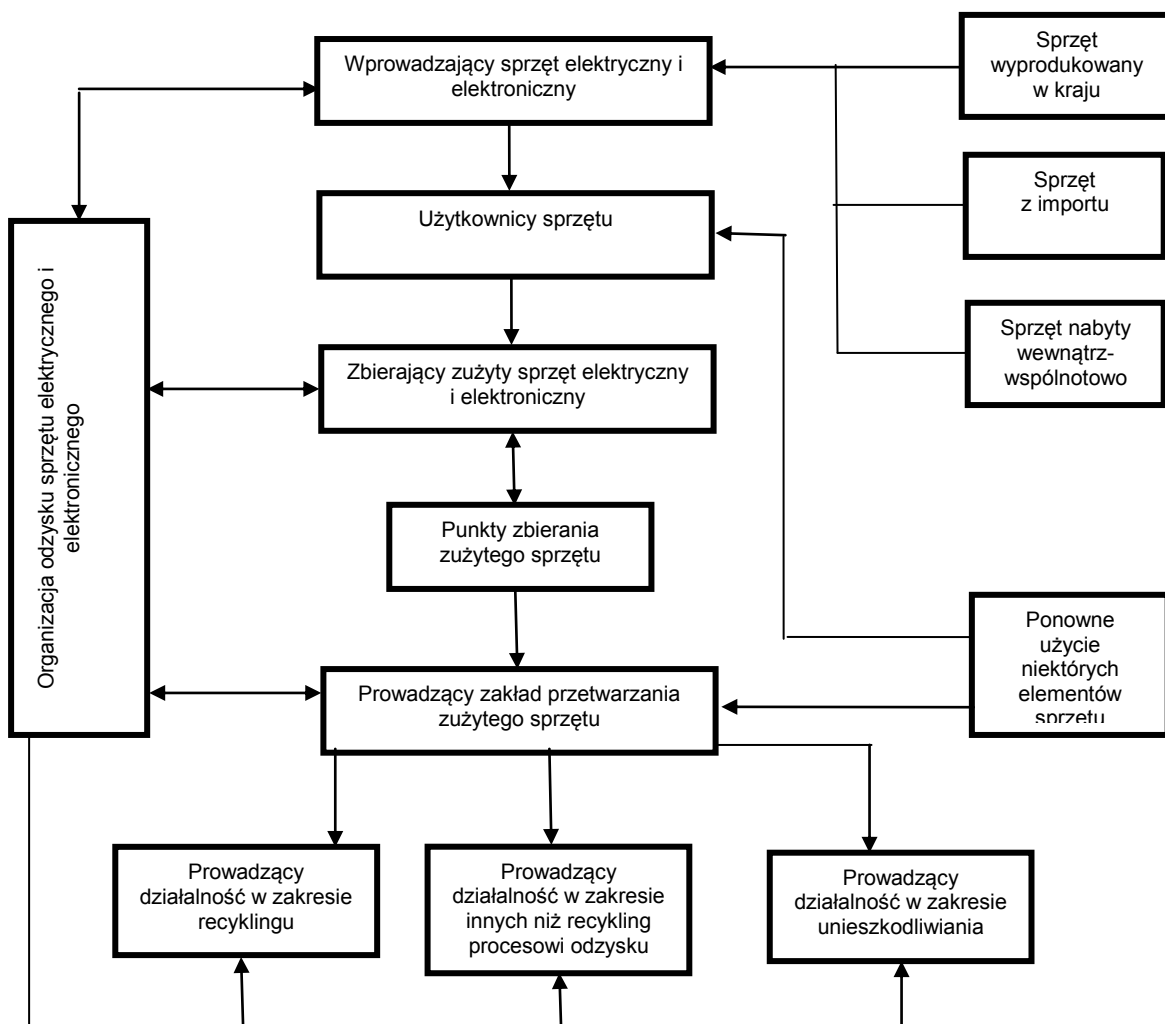 Wprowadzający sprzęt elektryczny i
elektroniczny
Sprzęt
wyprodukowany
w kraju
Sprzęt
z importu
Użytkownicy sprzętu
Organizacja odzysku sprzętu elektrycznego i
elektronicznego
Zbierający zużyty sprzęt elektryczny
i elektroniczny
Sprzęt nabyty
wewnątrz-
wspólnotowo
Punkty zbierania
zużytego sprzętu
Ponowne
użycie
niektórych
elementów
sprzętu
Prowadzący zakład przetwarzania
zużytego sprzętu
Prowadzący
działalność w zakresie
recyklingu
Prowadzący
działalność w zakresie
innych niż recykling
procesowi odzysku
Prowadzący
działalność w zakresie
unieszkodliwiania